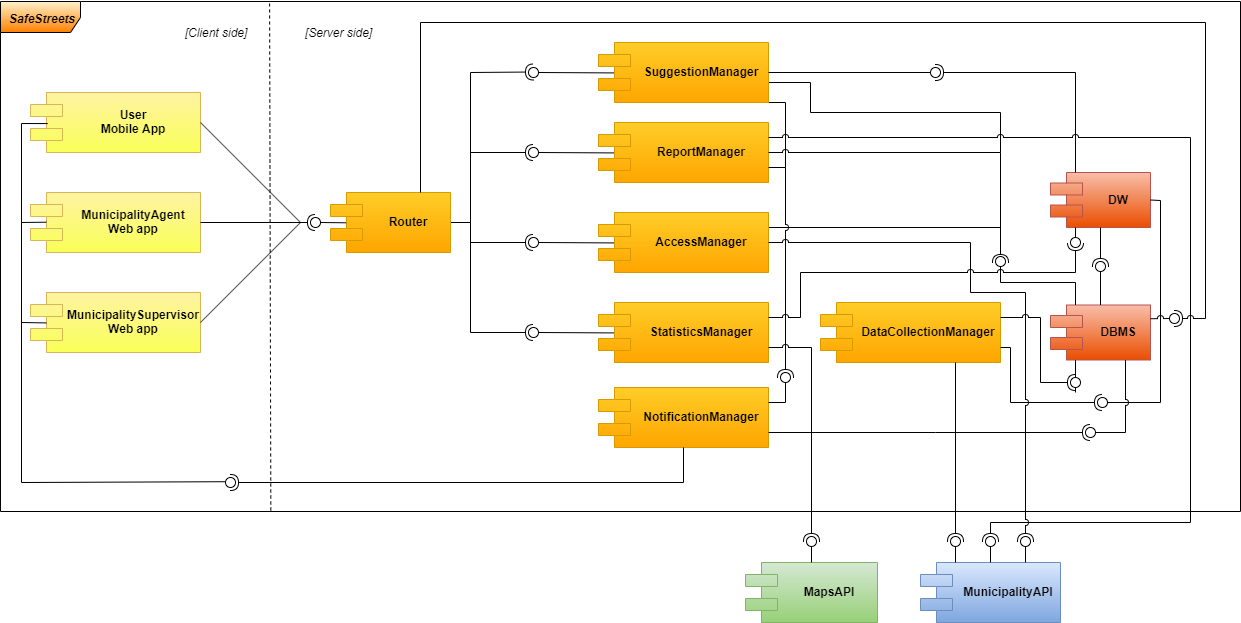 SafeStreets
[Client side]
[Server side]
User
Mobile App
MunicipalityAgent
Web app
MunicipalitySupervisor
Web app
Router
SuggestionManager
ReportManager
AccessManager
StatisticsManager
NotificationManager
DataCollectionManager
DW
DBMS
MapsAPI
MunicipalityAPI